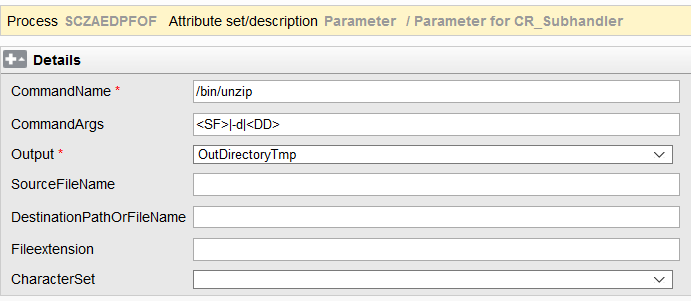 Process SCZAEDPFOF Attribute set/description Parameter / Parameter for CR_Subhandler
Details
CommandName * /bin/unzip
CommandArgs <SF>|-d|<DD>
Output * OutDirectoryTmp
SourceFileName
DestinationPathOrFileName
Fileextension
CharacterSet